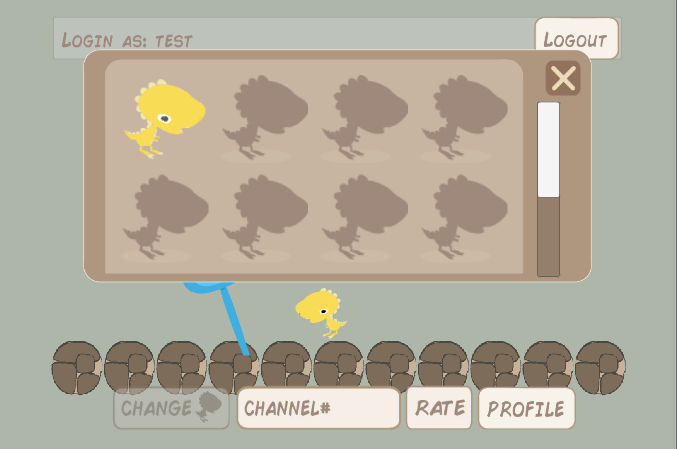 LOGIN AS: TEST
LOGOUT
CHANGE
CHANNEL#
RATE
PROFILE